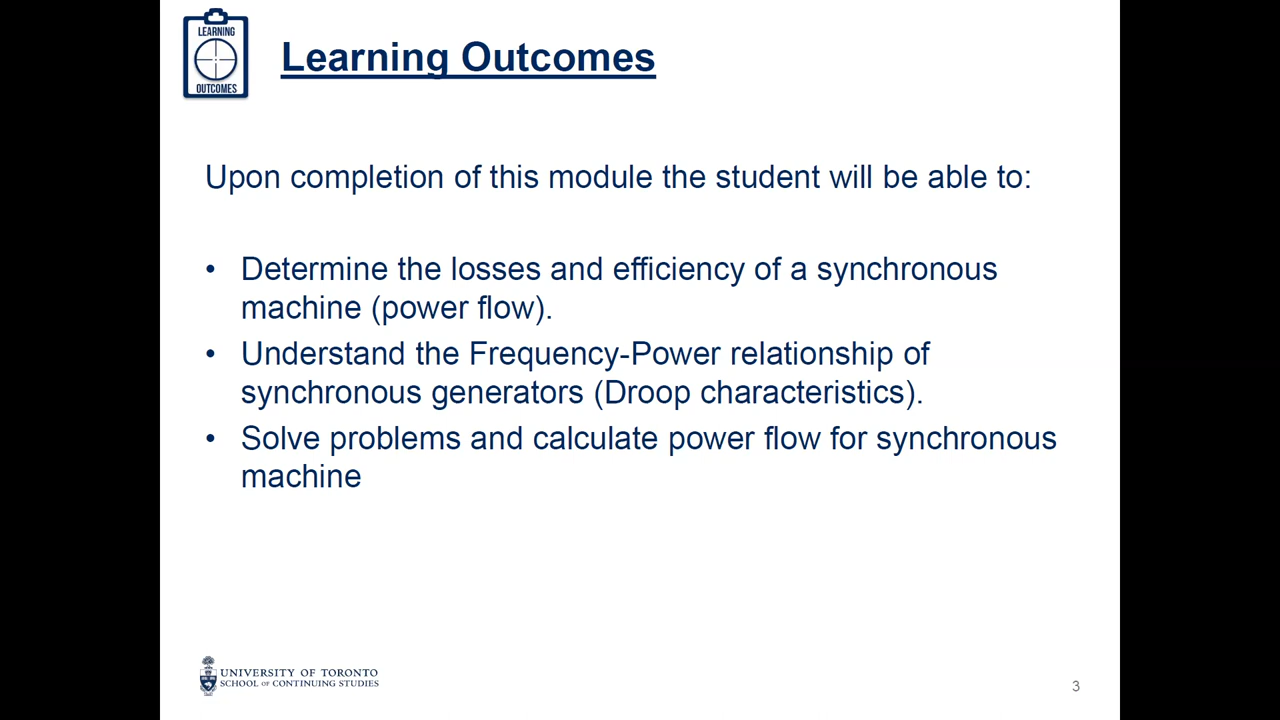 LEARNING
OUTCOMES
Learning Outcomes
Upon completion of this module the student will be able to:
• Determine the losses and efficiency of a synchronous
machine (power flow).
• Understand the Frequency-Power relationship of
synchronous generators (Droop characteristics).
• Solve problems and calculate power flow for synchronous
machine
UNIVERSITY OF TORONTO
SCHOOL OF CONTINUING STUDIES
3